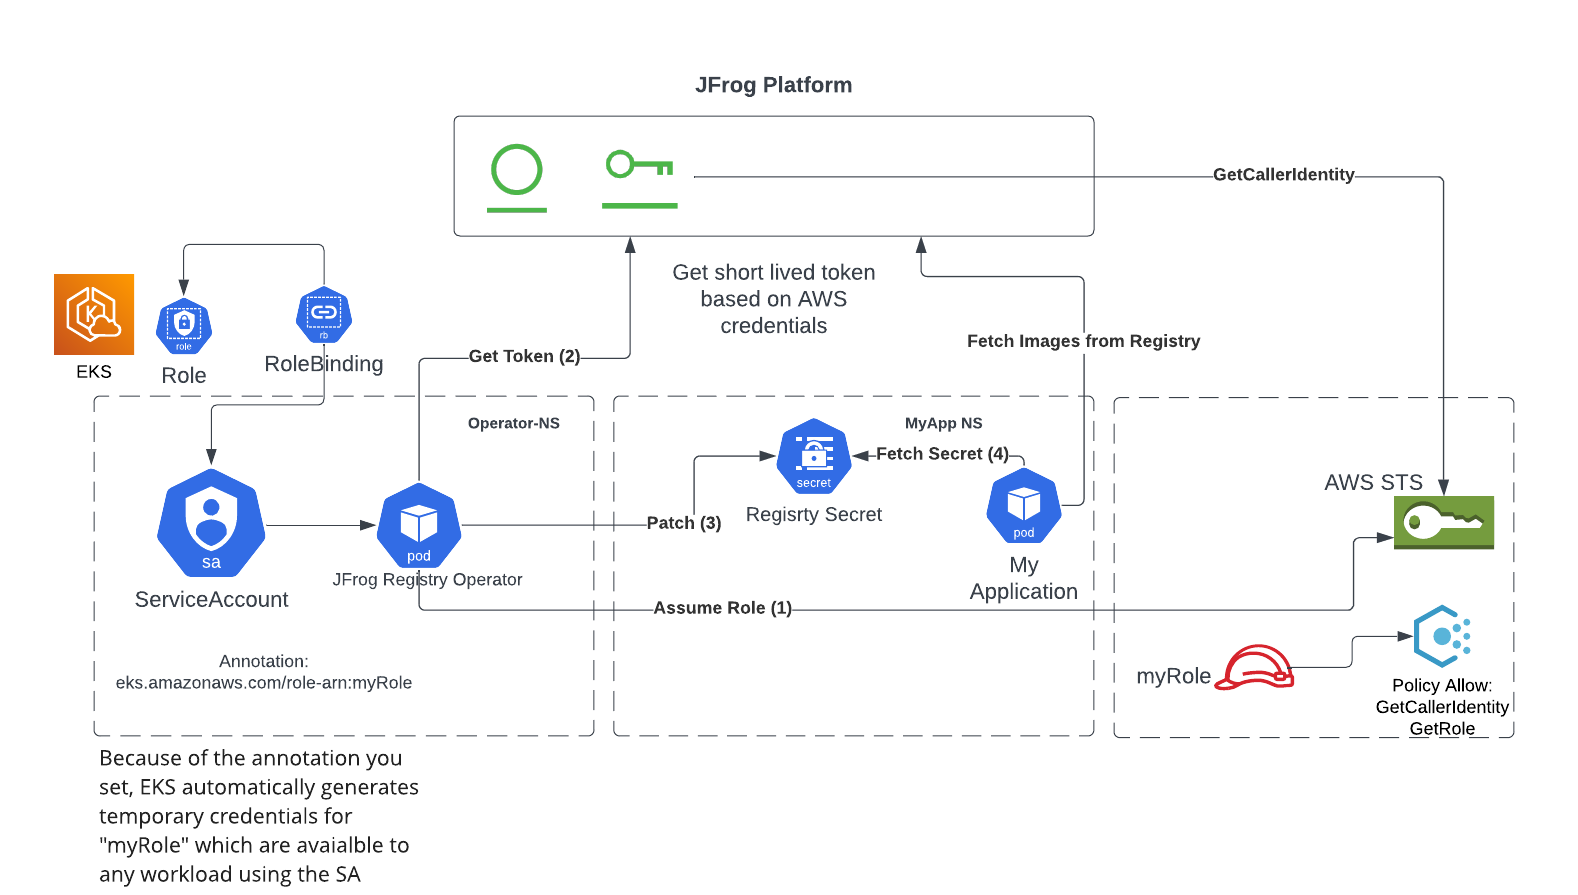 JFrog Platform
GetCallerIdentity
Get short lived token
based on AWS
credentials
K
EKS
role
Role
rb
RoleBinding
Get Token (2)
Fetch Images from Registry
Operator-NS
MyApp NS
Fetch Secret (4)
secret
Regisrty Secret
Patch (3)
AWS STS
sa
ServiceAccount
pod
JFrog Registry Operator
pod
My
Application
Assume Role (1)
Annotation:
eks.amazonaws.com/role-arn:myRole
myRole
Policy Allow:
GetCallerIdentity
GetRole
Because of the annotation you
set, EKS automatically generates
temporary credentials for
"myRole" which are avaialble to
any workload using the SA